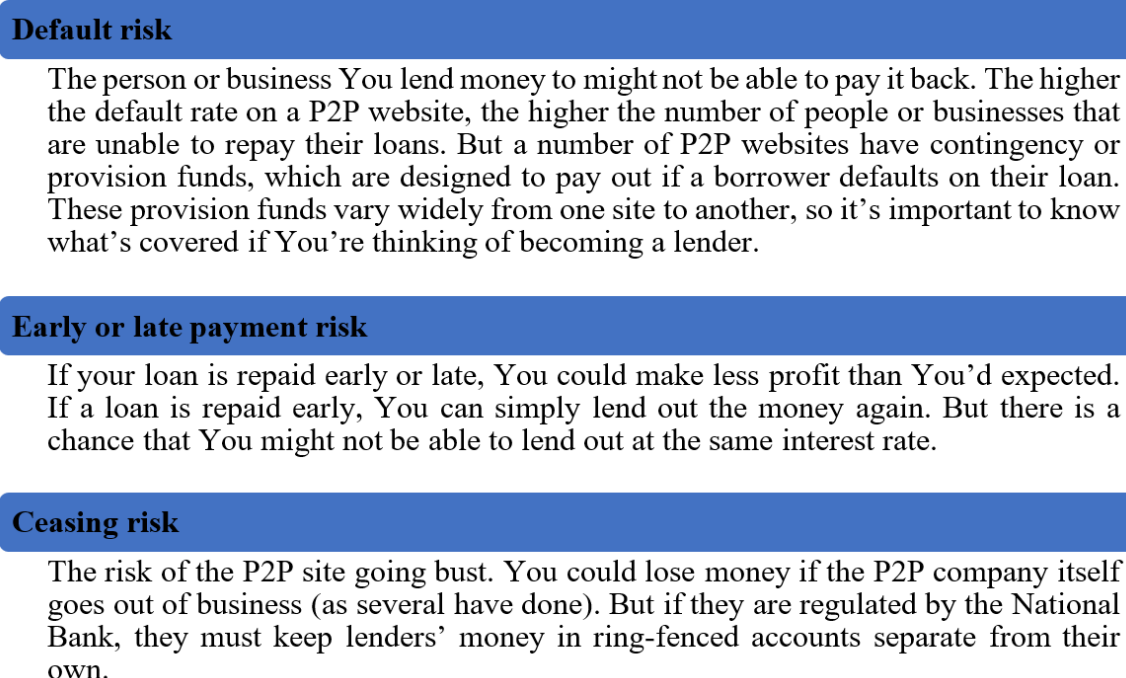 Default risk
The person or business You lend money to might not be able to pay it back. The higher
the default rate on a P2P website, the higher the number of people or businesses that
are unable to repay their loans. But a number of P2P websites have contingency or
provision funds, which are designed to pay out if a borrower defaults on their loan.
These provision funds vary widely from one site to another, so it’s important to know
what’s covered if You’re thinking of becoming a lender.
Early or late payment risk
If your loan is repaid early or late, You could make less profit than You’d expected.
If a loan is repaid early, You can simply lend out the money again. But there is a
chance that You might not be able to lend out at the same interest rate.
Ceasing risk
The risk of the P2P site going bust. You could lose money if the P2P company itself
goes out of business (as several have done). But if they are regulated by the National
Bank, they must keep lenders’ money in ring-fenced accounts separate from their
own.